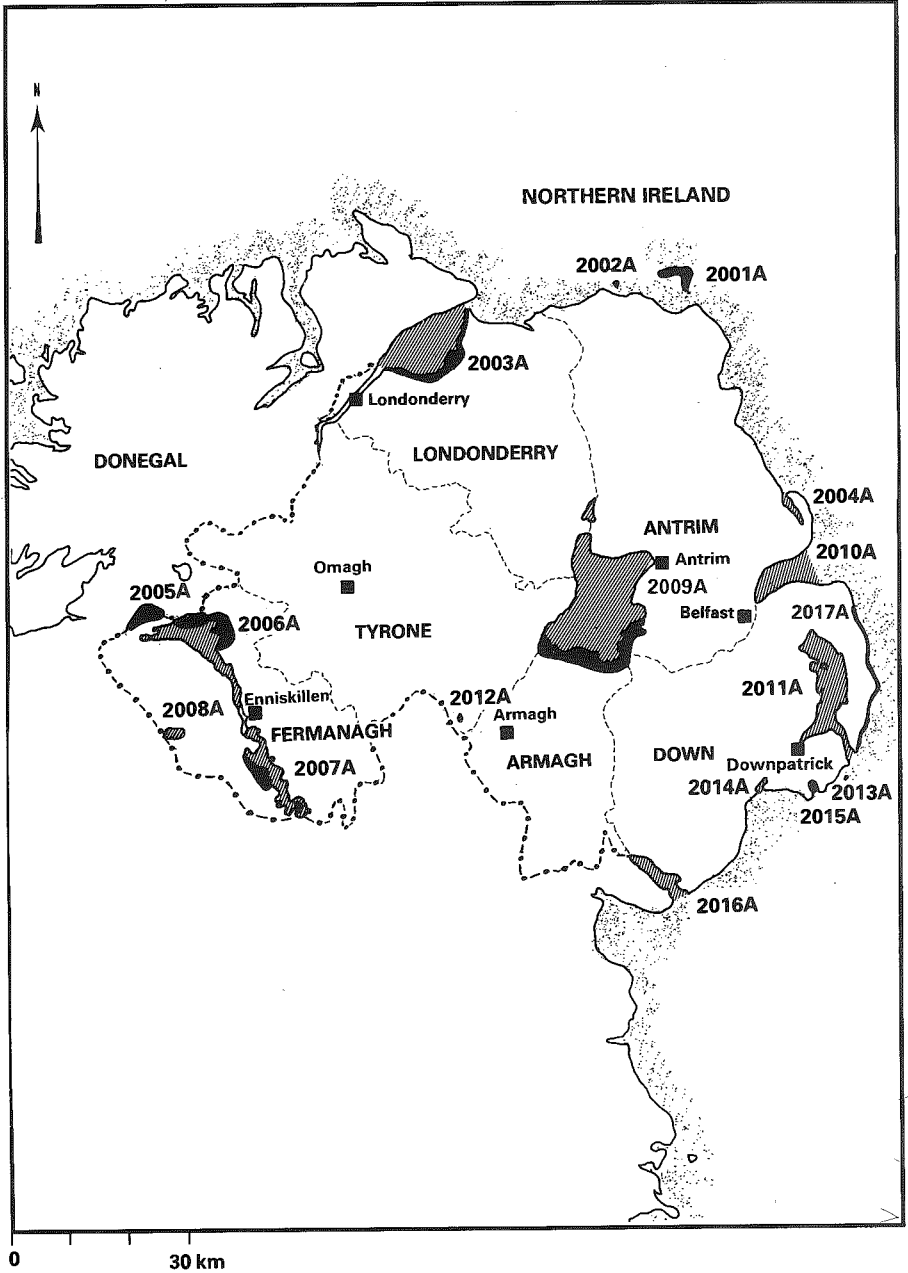 N
NORTHERN IRELAND
2002A
2001A
2003A
Londonderry
DONEGAL
LONDONDERRY
2004A
ANTRIM
2010A
Omagh
Antrim
2005A
2009A
Belfast
2017A
2006A
TYRONE
Enniskillen
2012A
2011A
2008A
Armagh
FERMANAGH
DOWN
ARMAGH
Downpatrick
2007A
2014A
2013A
2015A
2016A
0
30 km